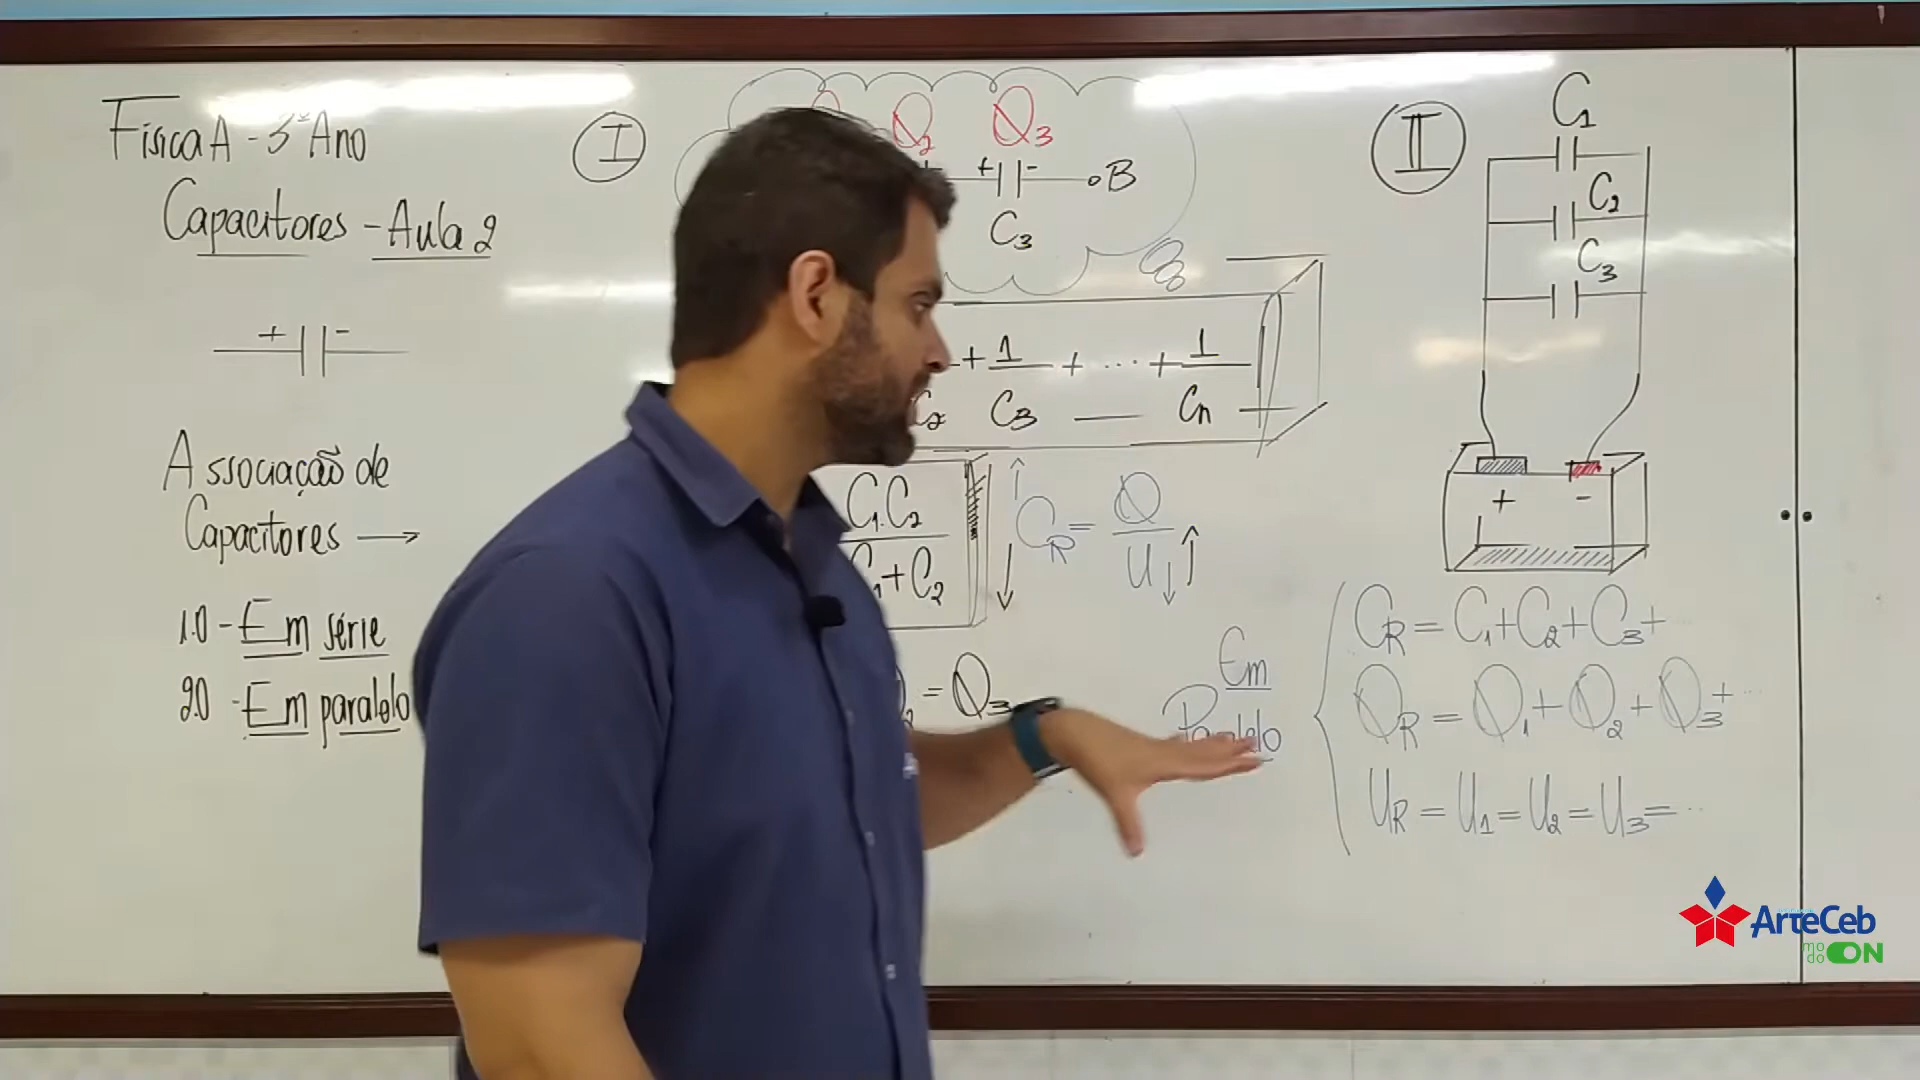 Física A - 3º Ano
Capacitores - Aula 2
+ -
Associação de
Capacitores →
1.0 - Em série
2.0 - Em paralelo
I
Q2 Q3
+ - B
C3
+ 1/C3 + ... + 1/Cn
C1.C2
C1+C2
CR = Q/U
= Q3
II
C1
C2
C3
+ -
Em
Paralelo
CR = C1+C2+C3+
QR = Q1+Q2+Q3+...
UR = U1 = U2 = U3 = ...
ArteCeb
modo ON